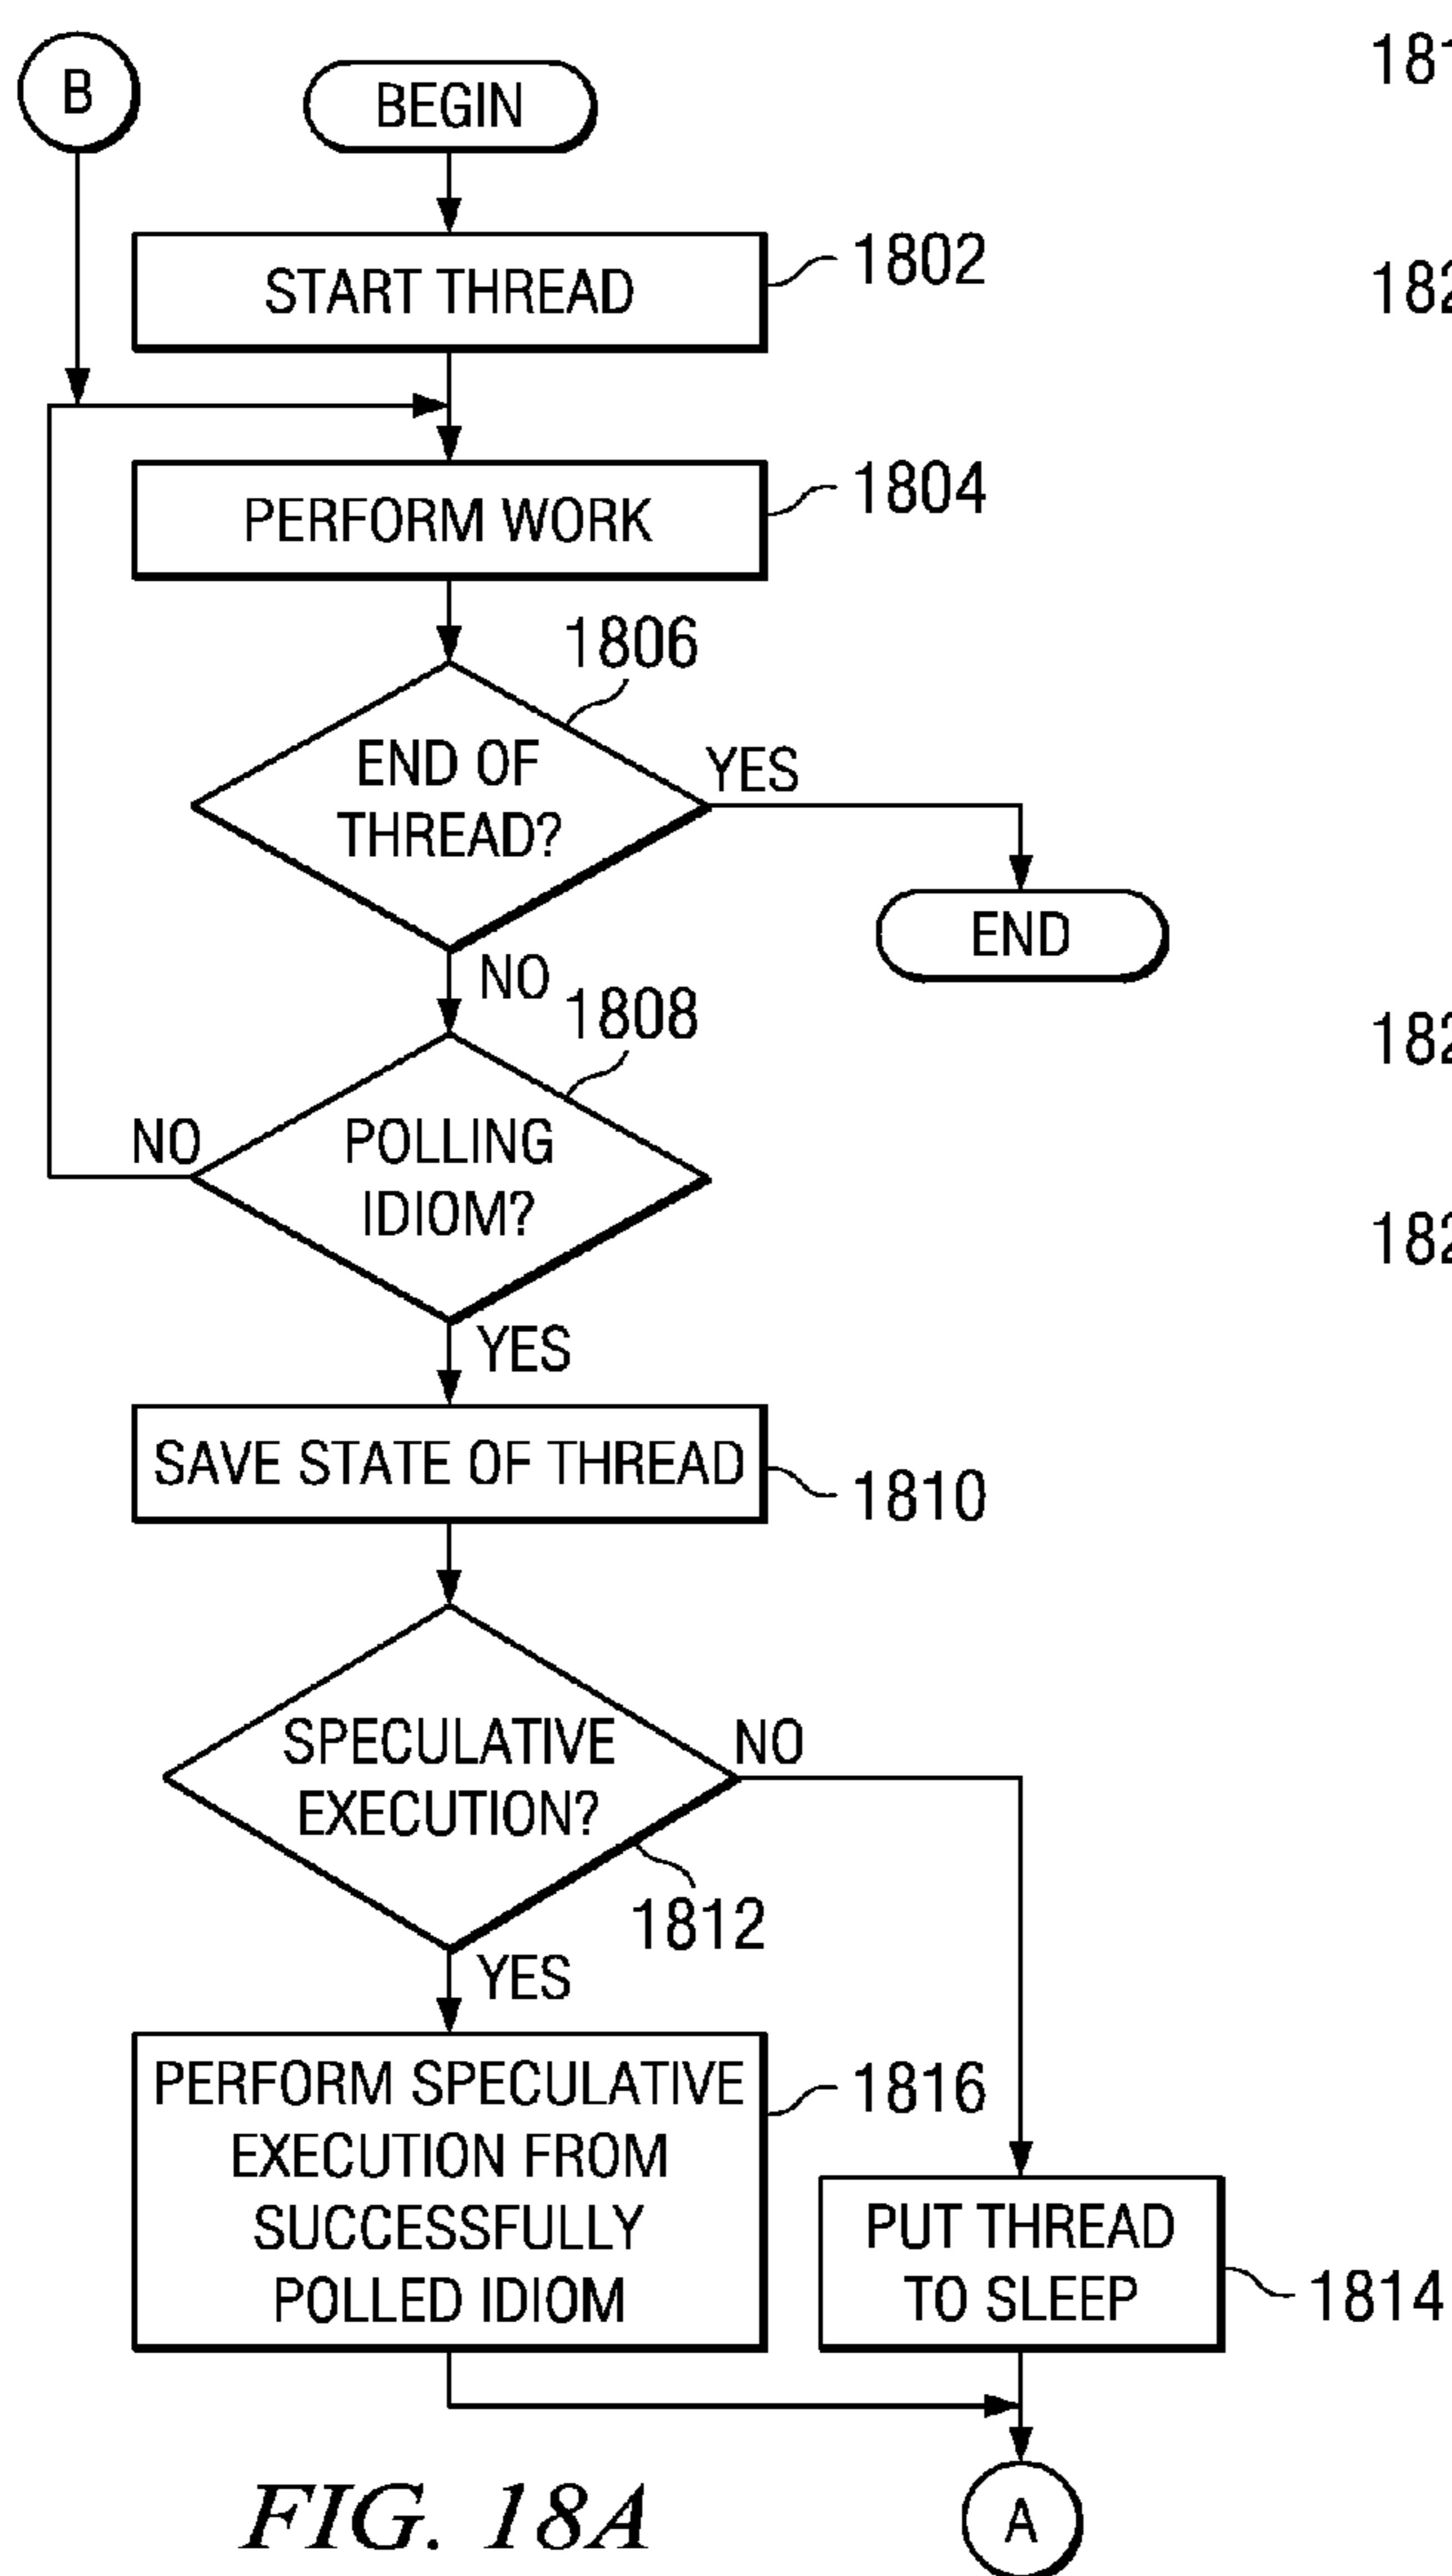 B
BEGIN
START THREAD
1802
PERFORM WORK
1804
1806
END OF
THREAD?
YES
END
NO
1808
POLLING
IDIOM?
NO
YES
SAVE STATE OF THREAD
1810
SPECULATIVE
EXECUTION?
NO
1812
YES
PERFORM SPECULATIVE
EXECUTION FROM
SUCCESSFULLY
POLLED IDIOM
1816
PUT THREAD
TO SLEEP
1814
A
FIG. 18A